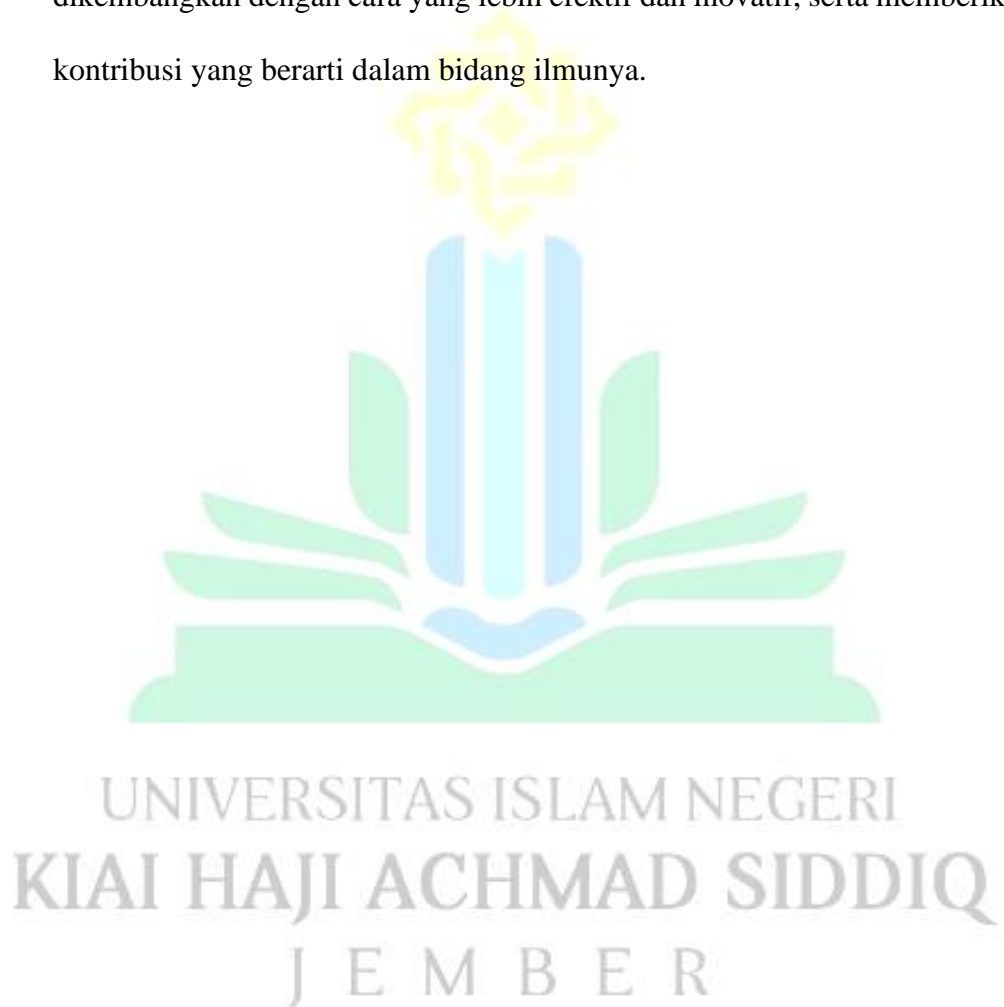 dikembangkan dengan cara yang lebih efektif dan inovatif, serta
kontribusi yang berarti dalam bidang ilmunya.
UNIVERSITAS ISLAM NEGERI
KIAI HAJI ACHMAD SIDDIQ
JEMBER